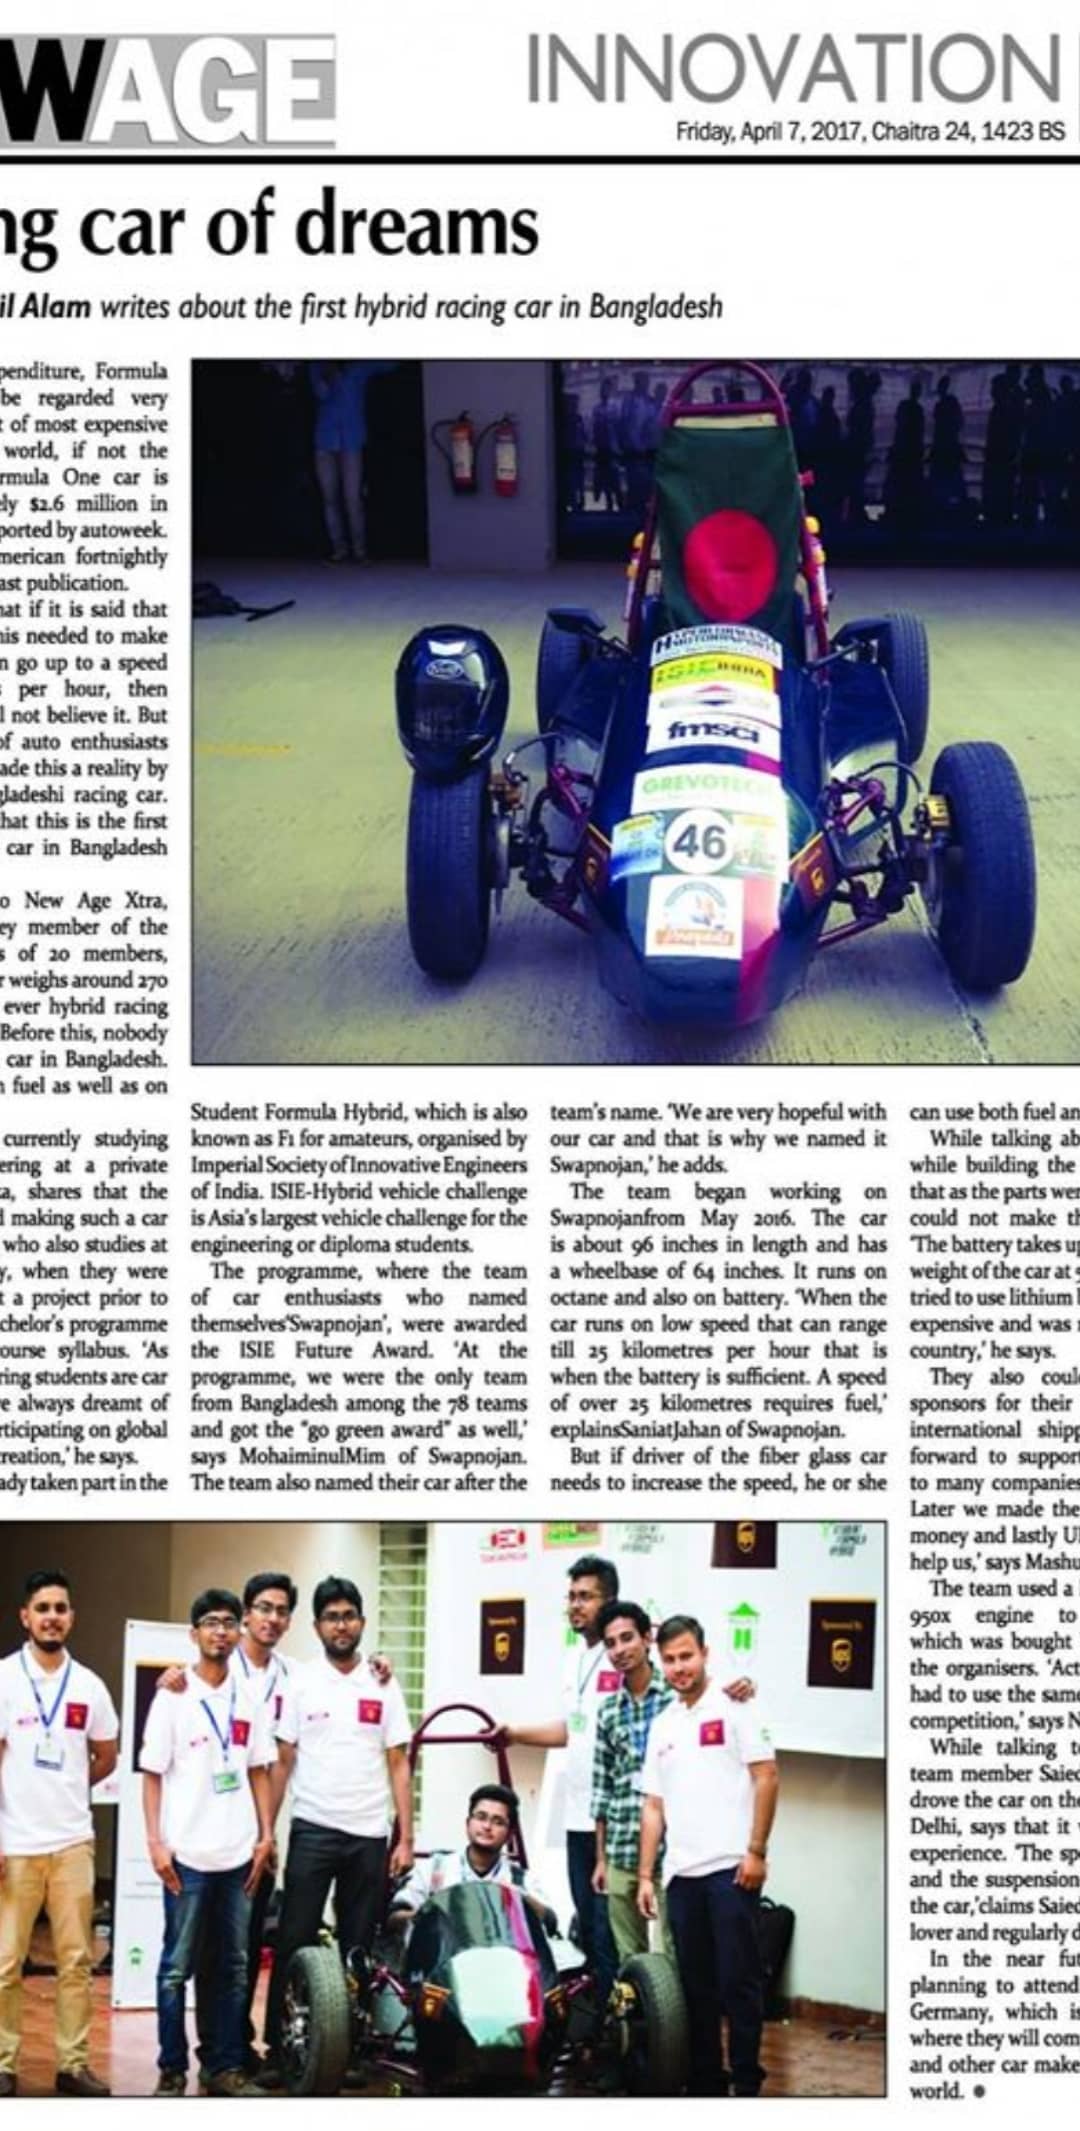 WAGE
INNOVATION
Friday, April 7, 2017, Chaitra 24, 1423 BS
ng car of dreams
il Alam writes about the first hybrid racing car in Bangladesh
penditure, Formula
be regarded very
t of most expensive
world, if not the
rmula One car is
ely $2.6 million in
ported by autoweek.
merican fortnightly
ast publication.
hat if it is said that
his needed to make
n go up to a speed
s per hour, then
l not believe it. But
of auto enthusiasts
ade this a reality by
gladeshi racing car.
hat this is the first
car in Bangladesh
o New Age Xtra,
ey member of the
s of 20 members,
r weighs around 270
ever hybrid racing
Before this, nobody
car in Bangladesh.
n fuel as well as on
currently studying
ering at a private
a, shares that the
d making such a car
who also studies at
y, when they were
t a project prior to
chelor's programme
ourse syllabus. 'As
ring students are car
e always dreamt of
rticipating on global
reation,' he says.
ady taken part in the
HYPERFORMANCE
MOTORSPORTS
ISIE INDIA
fmsci
GREVOTECH
46
Student Formula Hybrid, which is also
known as F1 for amateurs, organised by
Imperial Society of Innovative Engineers
of India. ISIE-Hybrid vehicle challenge
is Asia's largest vehicle challenge for the
engineering or diploma students.
The programme, where the team
of car enthusiasts who named
themselves'Swapnojan', were awarded
the ISIE Future Award. 'At the
programme, we were the only team
from Bangladesh among the 78 teams
and got the "go green award" as well,'
says MohaiminulMim of Swapnojan.
The team also named their car after the
team's name. 'We are very hopeful with
our car and that is why we named it
Swapnojan,' he adds.
The team began working on
Swapnojanfrom May 2016. The car
is about 96 inches in length and has
a wheelbase of 64 inches. It runs on
octane and also on battery. 'When the
car runs on low speed that can range
till 25 kilometres per hour that is
when the battery is sufficient. A speed
of over 25 kilometres requires fuel,'
explainsSaniatJahan of Swapnojan.
But if driver of the fiber glass car
needs to increase the speed, he or she
can use both fuel an
While talking ab
while building the
that as the parts wer
could not make th
'The battery takes up
weight of the car at 5
tried to use lithium b
expensive and was n
country,' he says.
They also coul
sponsors for their
international shipp
forward to support
to many companies
Later we made the
money and lastly U
help us,' says Mashu
The team used a
950x engine to
which was bought
the organisers. 'Act
had to use the same
competition,' says N
While talking t
team member Saied
drove the car on the
Delhi, says that it
experience. 'The sp
and the suspension
the car,'claims Saied
lover and regularly d
In the near fut
planning to attend
Germany, which is
where they will com
and other car make
world.
Sponsored By
ups
Sponsored By
ups